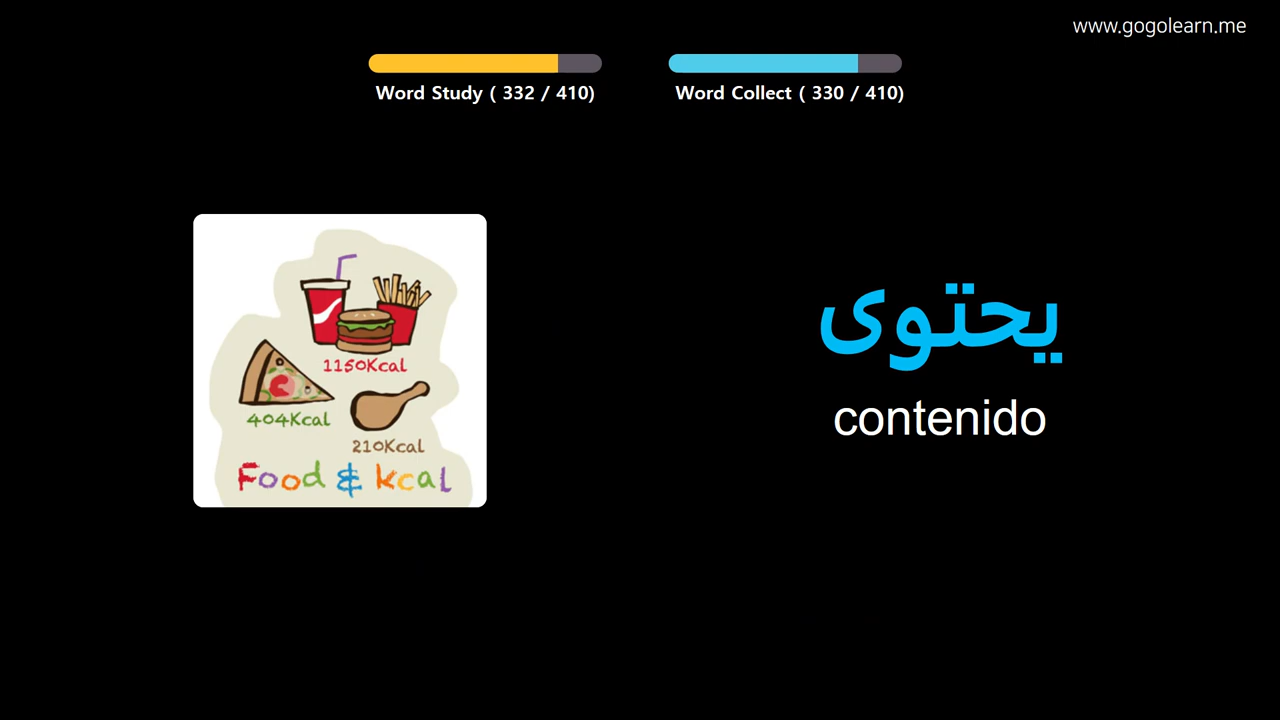 www.gogolearn.me
Word Study ( 332 / 410)
Word Collect ( 330 / 410)
1150Kcal
404Kcal
210Kcal
Food & kcal
يحتوى
contenido